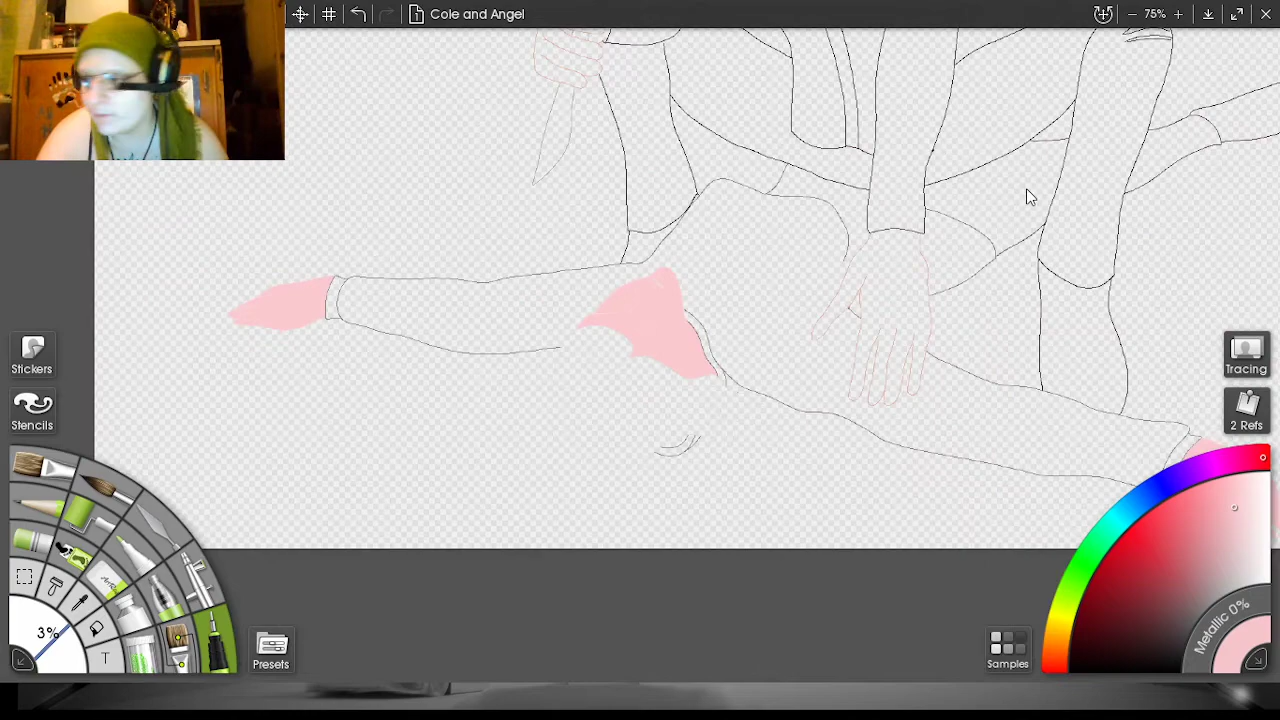 Cole and Angel
75%
Stickers
Tracing
Stencils
2 Refs
3%
T
Metallic 0%
Presets
Samples